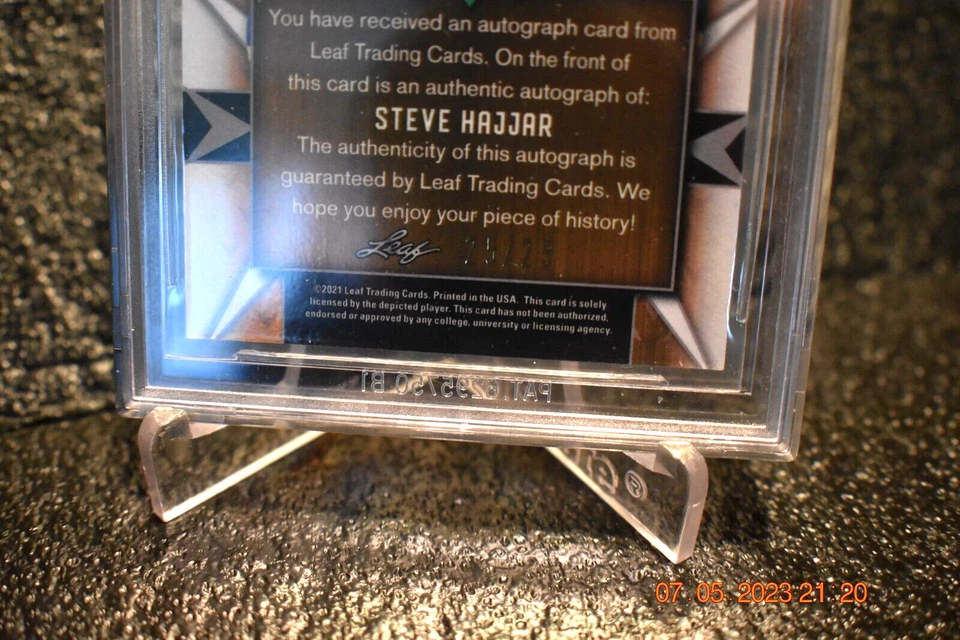 You have received an autograph card from
Leaf Trading Cards. On the front of
this card is an authentic autograph of:
STEVE HAJJAR
The authenticity of this autograph is
guaranteed by Leaf Trading Cards. We
hope you enjoy your piece of history!
Leaf 25/25
©2021 Leaf Trading Cards. Printed in the USA. This card is solely
licensed by the depicted player. This card has not been authorized,
endorsed or approved by any college, university or licensing agency.
®
07 05 2023 21 20